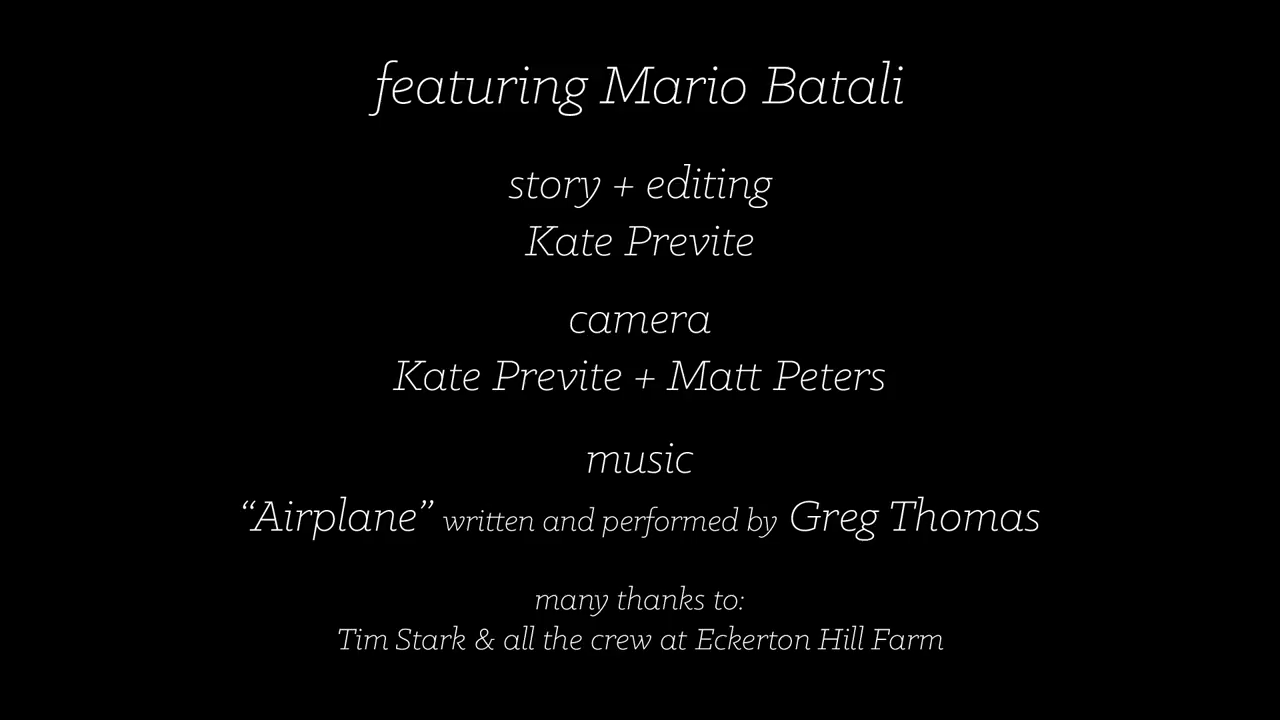 featuring Mario Batali
story + editing
Kate Previte
camera
Kate Previte + Matt Peters
music
“Airplane” written and performed by Greg Thomas
many thanks to:
Tim Stark & all the crew at Eckerton Hill Farm